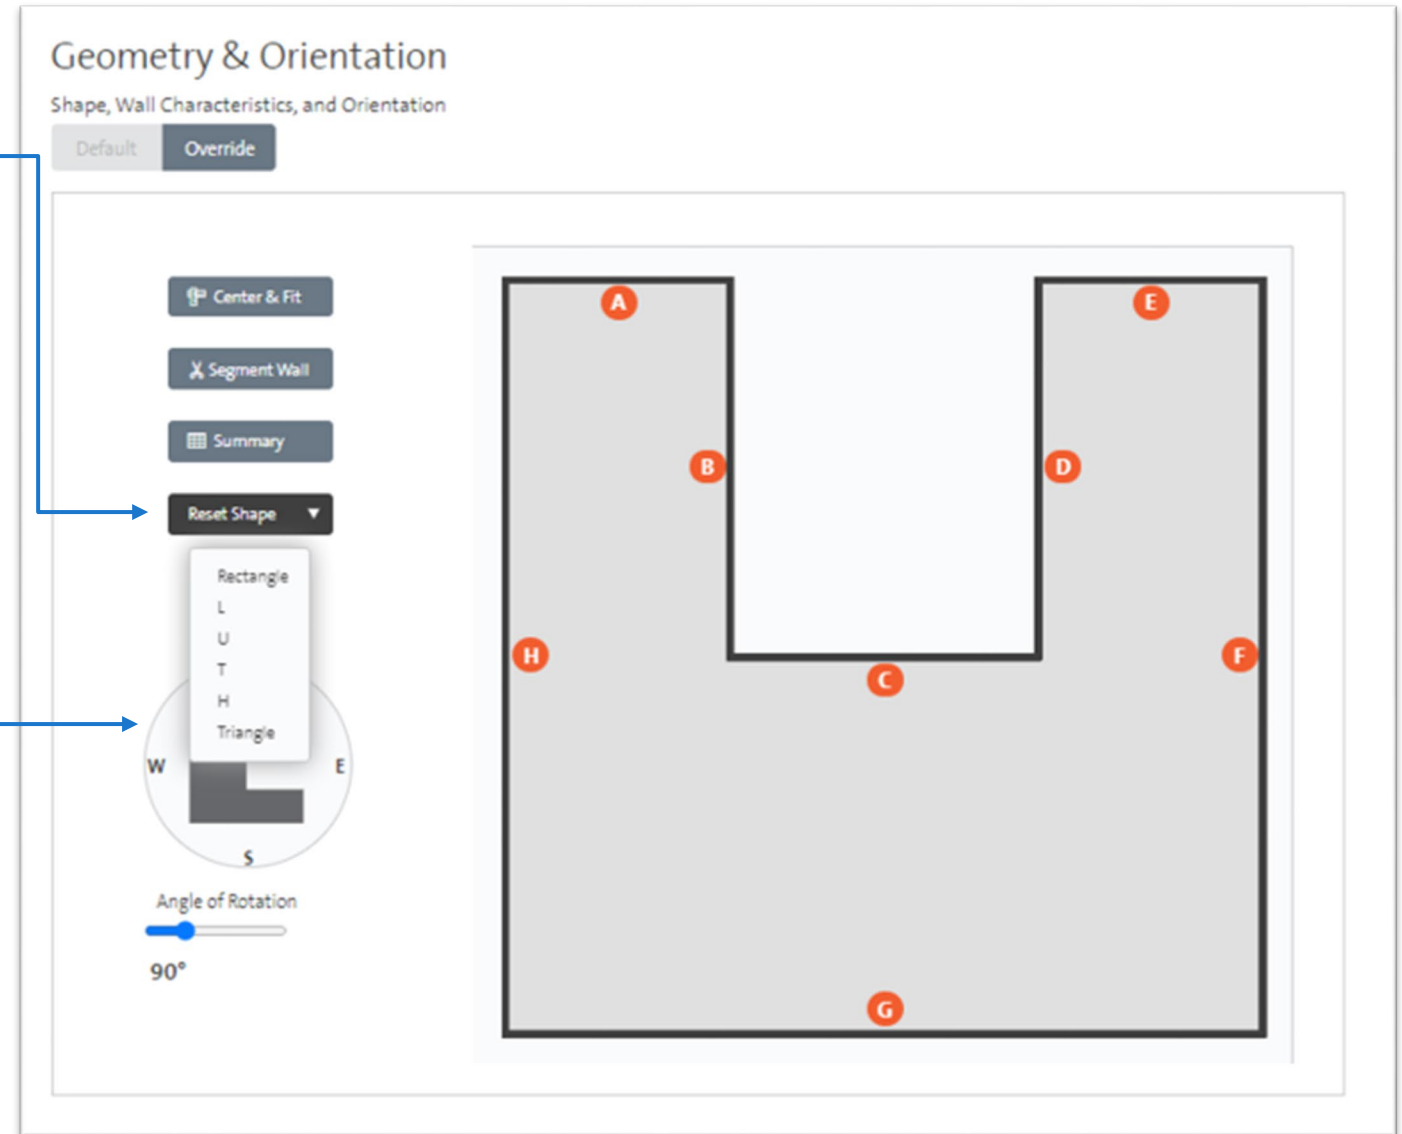 Geometry & Orientation
Shape, Wall Characteristics, and Orientation
Default Override
Center & Fit
Segment Wall
Summary
Reset Shape
Rectangle
L
U
T
H
Triangle
W E
S
Angle of Rotation
90°
A E
B D
H F
C
G